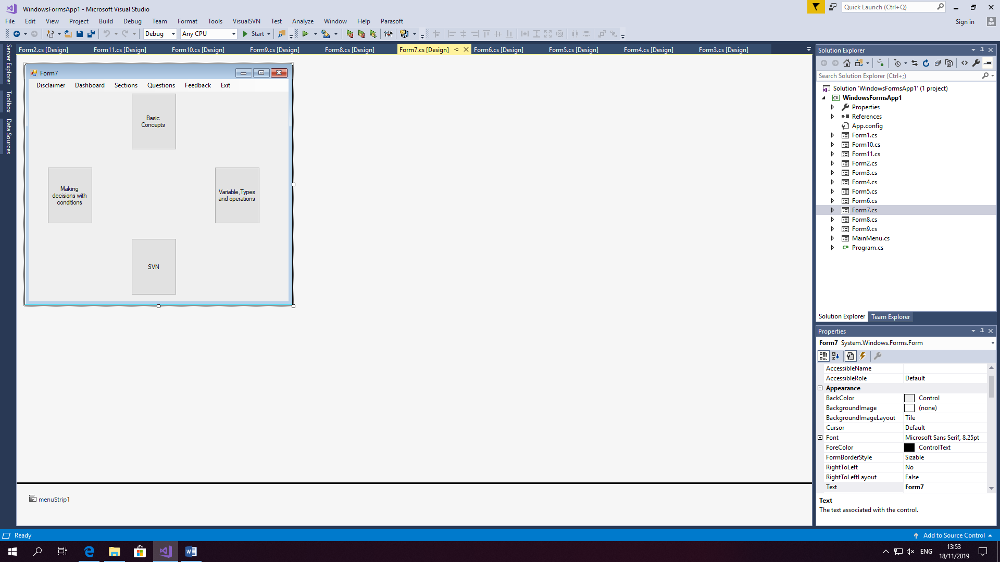 WindowsFormsApp1 - Microsoft Visual Studio
Quick Launch (Ctrl+Q)
File Edit View Project Build Debug Team Format Tools VisualSVN Test Analyze Window Help Parasoft
Sign in
Debug Any CPU Start
Form2.cs [Design] Form11.cs [Design] Form10.cs [Design] Form9.cs [Design] Form8.cs [Design] Form7.cs [Design] Form6.cs [Design] Form5.cs [Design] Form4.cs [Design] Form3.cs [Design]
Server Explorer
Toolbox
Data Sources
Form7
Disclaimer Dashboard Sections Questions Feedback Exit
Basic
Concepts
Making
decisions with
conditions
Variable,Types
and operations
SVN
menuStrip1
Solution Explorer
Search Solution Explorer (Ctrl+;)
Solution 'WindowsFormsApp1' (1 project)
C# WindowsFormsApp1
Properties
References
App.config
Form1.cs
Form10.cs
Form11.cs
Form2.cs
Form3.cs
Form4.cs
Form5.cs
Form6.cs
Form7.cs
Form8.cs
Form9.cs
MainMenu.cs
C# Program.cs
Solution Explorer Team Explorer
Properties
Form7 System.Windows.Forms.Form
AccessibleName
AccessibleRole Default
Appearance
BackColor Control
BackgroundImage (none)
BackgroundImageLayout Tile
Cursor Default
Font Microsoft Sans Serif, 8.25pt
ForeColor ControlText
FormBorderStyle Sizable
RightToLeft No
RightToLeftLayout False
Text Form7
Text
The text associated with the control.
Ready
Add to Source Control
ENG
13:53
18/11/2019